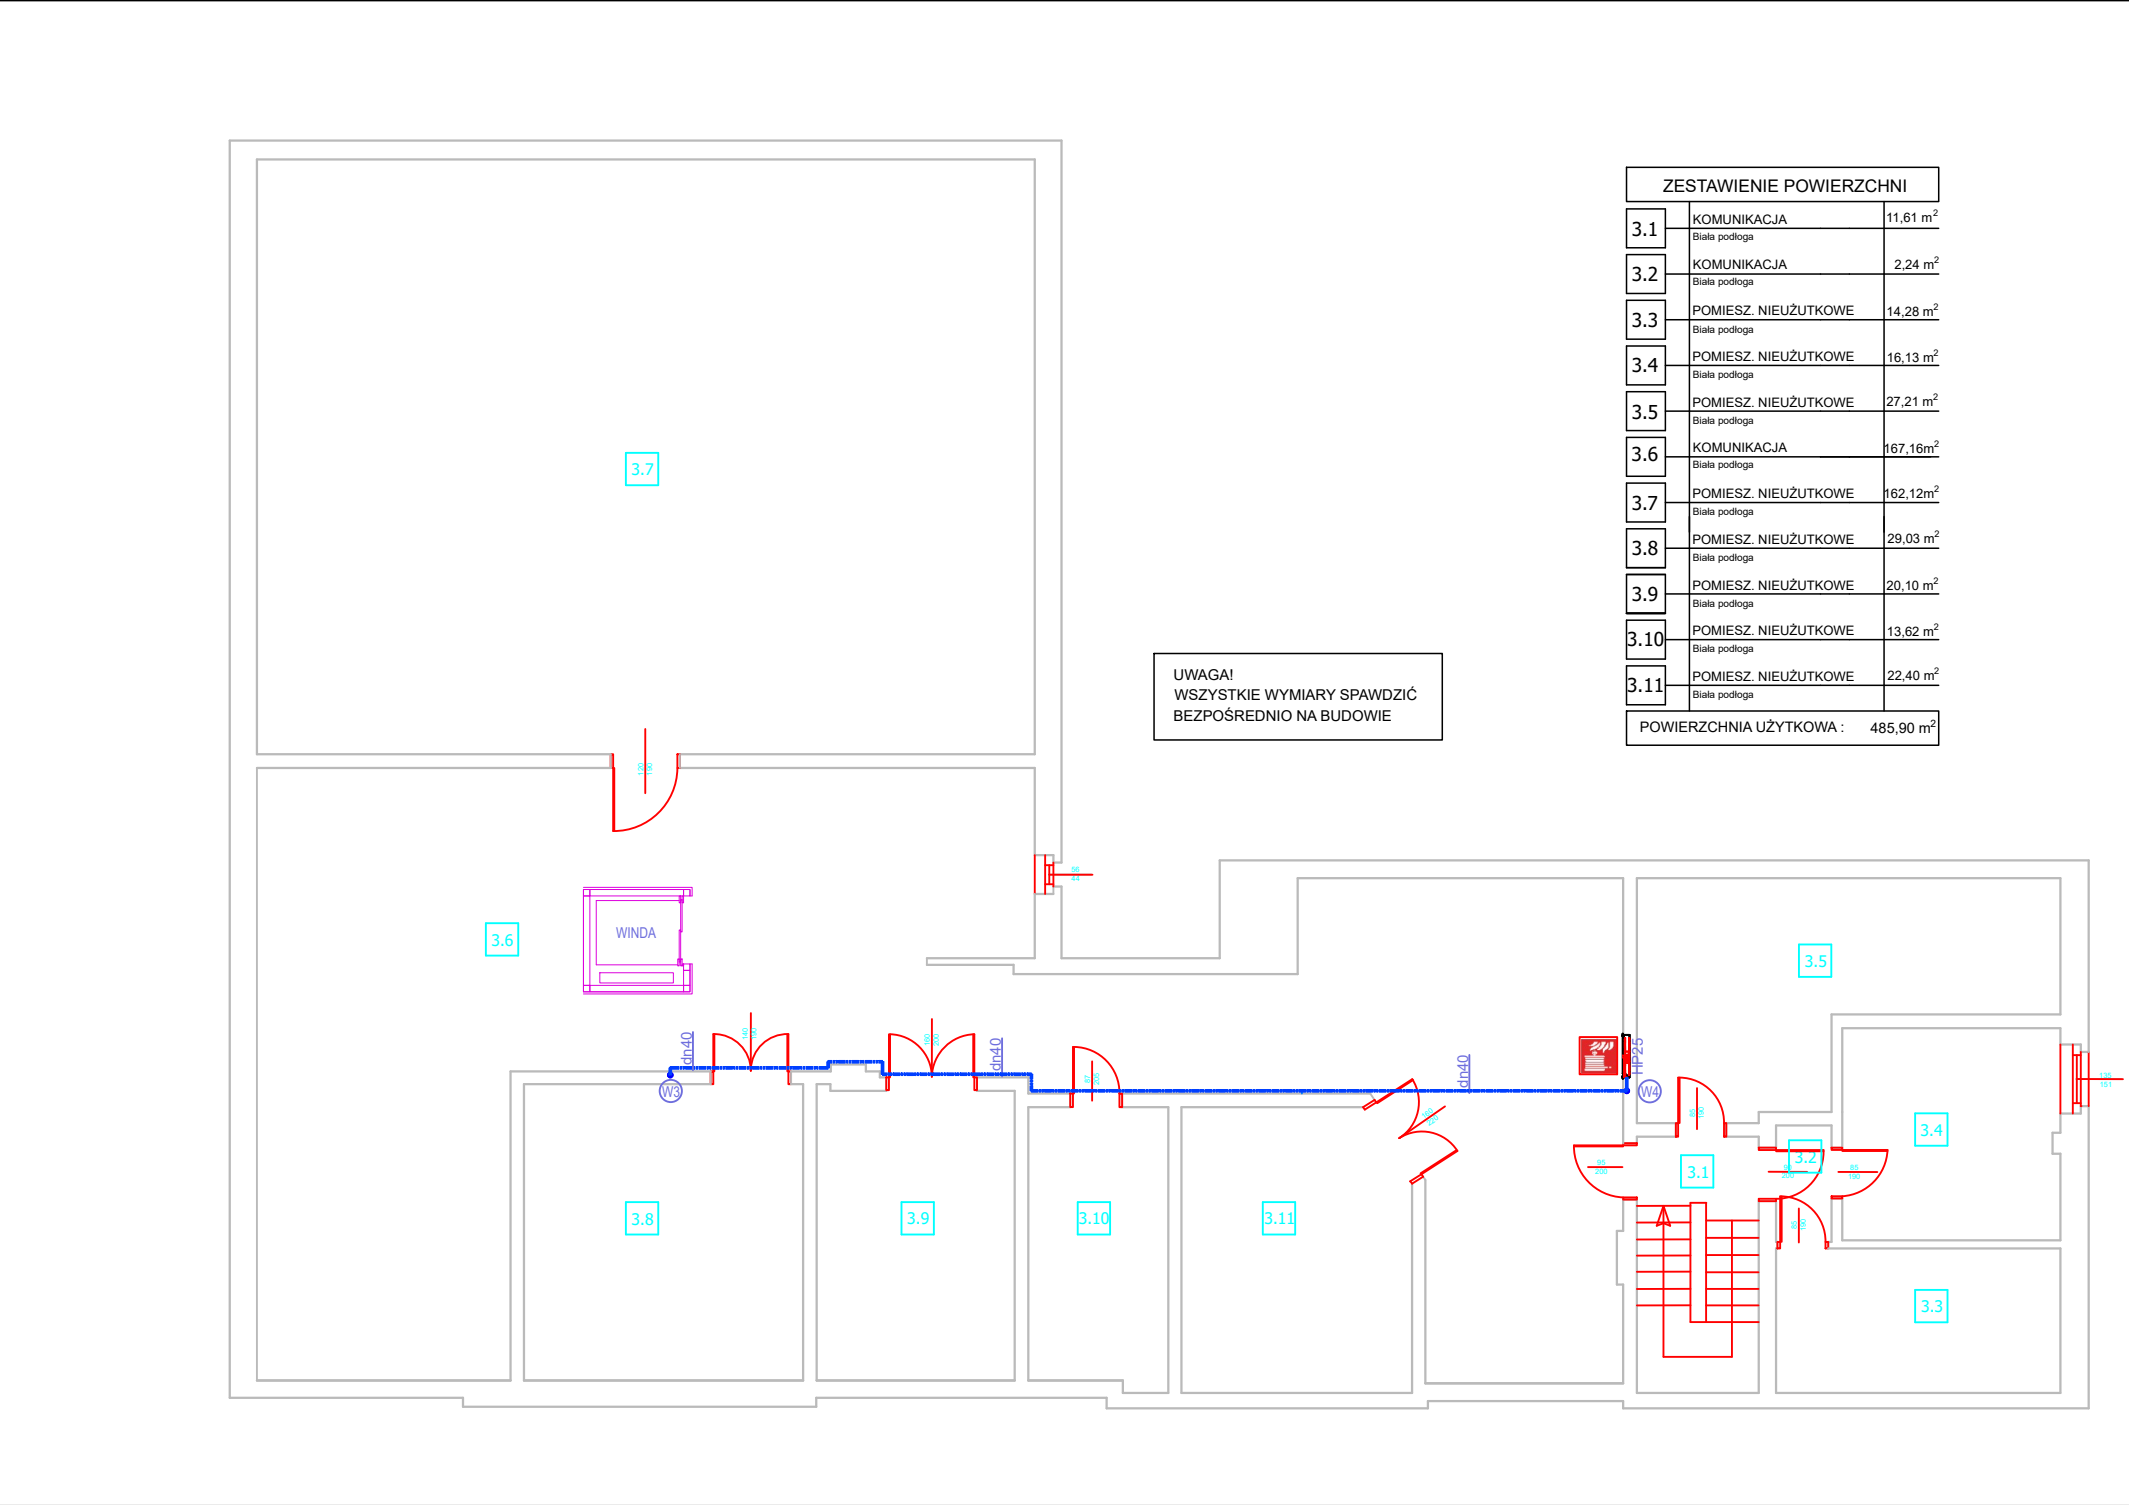 ZESTAWIENIE POWIERZCHNI
3.1 KOMUNIKACJA 11,61 m²
Biała podłoga
3.2 KOMUNIKACJA 2,24 m²
Biała podłoga
3.3 POMIESZ. NIEUŻUTKOWE 14,28 m²
Biała podłoga
3.4 POMIESZ. NIEUŻUTKOWE 16,13 m²
Biała podłoga
3.5 POMIESZ. NIEUŻUTKOWE 27,21 m²
Biała podłoga
3.6 KOMUNIKACJA 167,16m²
Biała podłoga
3.7 POMIESZ. NIEUŻUTKOWE 162,12m²
Biała podłoga
3.8 POMIESZ. NIEUŻUTKOWE 29,03 m²
Biała podłoga
3.9 POMIESZ. NIEUŻUTKOWE 20,10 m²
Biała podłoga
3.10 POMIESZ. NIEUŻUTKOWE 13,62 m²
Biała podłoga
3.11 POMIESZ. NIEUŻUTKOWE 22,40 m²
Biała podłoga
POWIERZCHNIA UŻYTKOWA : 485,90 m²
UWAGA!
WSZYSTKIE WYMIARY SPAWDZIĆ
BEZPOŚREDNIO NA BUDOWIE
3.7
3.6
WINDA
3.5
dn40
dn40
dn40
HP25
W3
W4
3.4
3.2
3.1
3.8
3.9
3.10
3.11
3.3